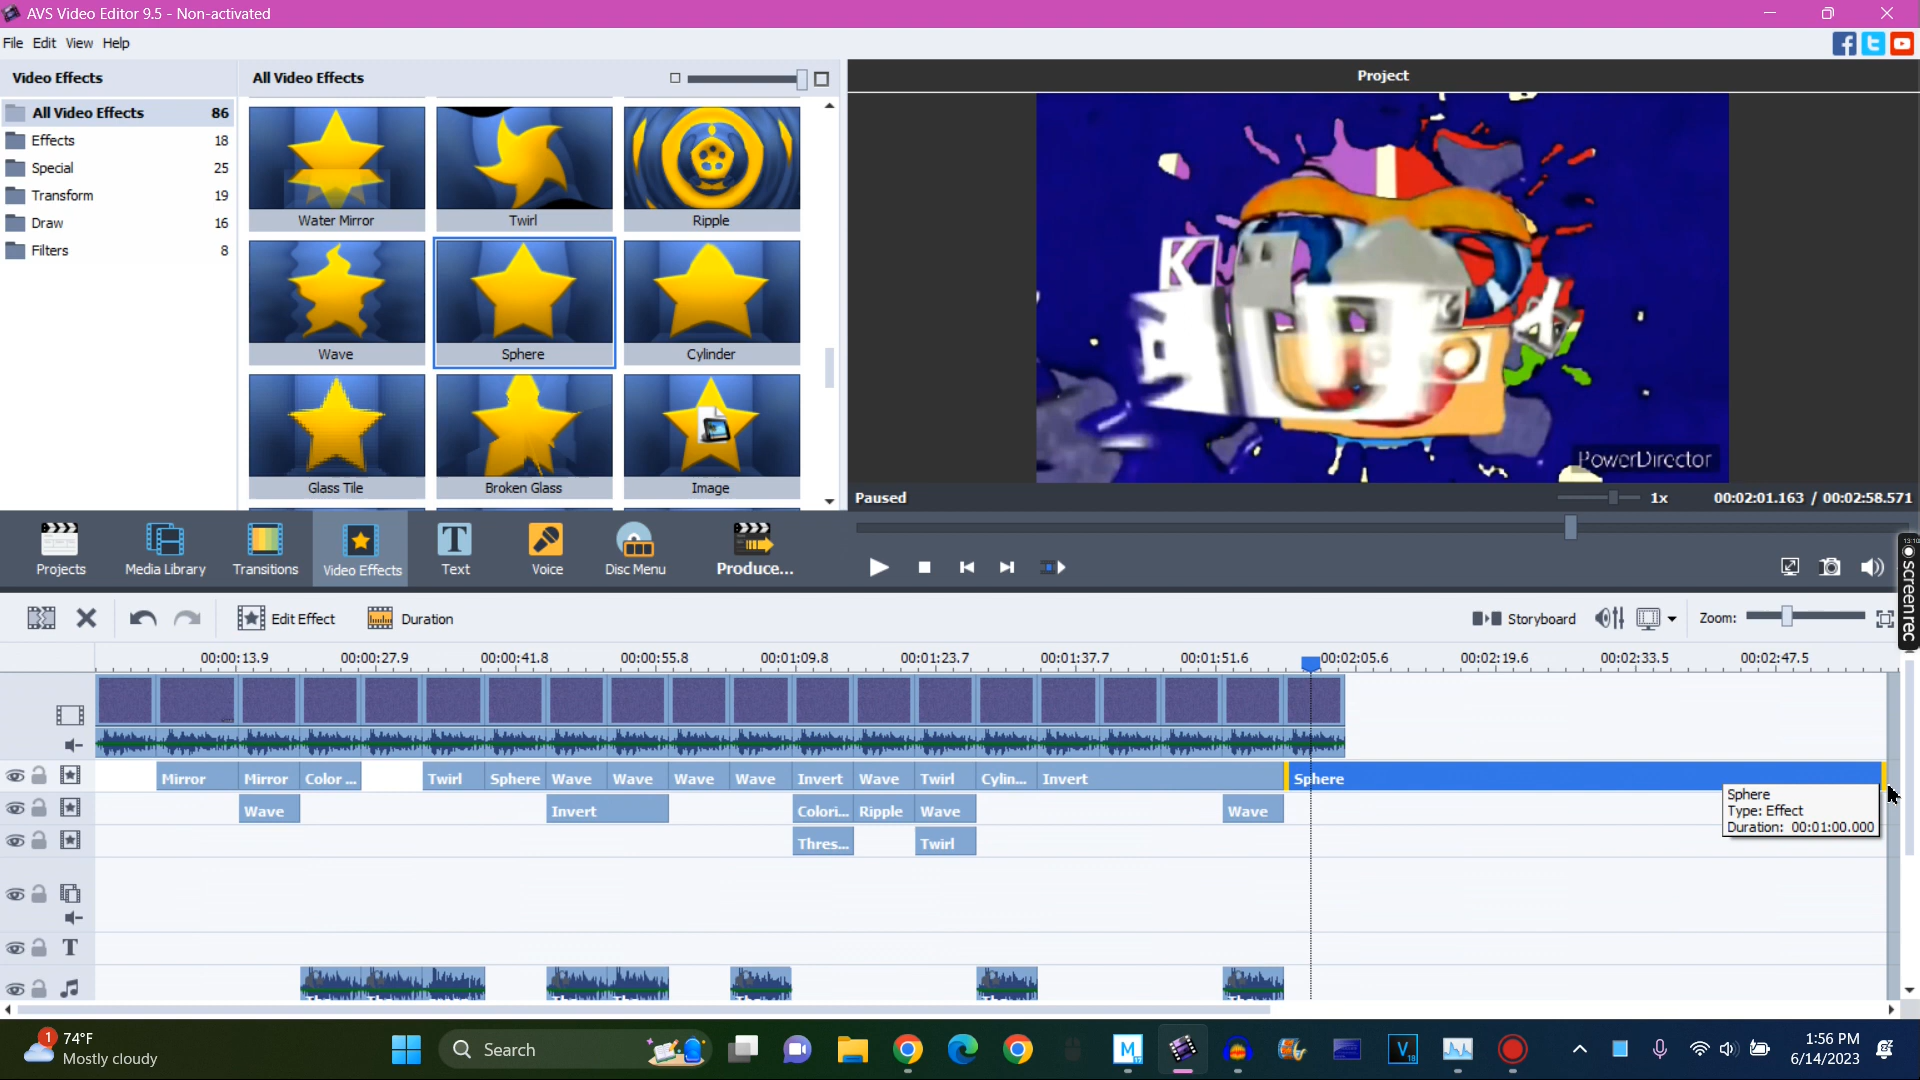 AVS Video Editor 9.5 - Non-activated
File Edit View Help
Video Effects
All Video Effects
Project
All Video Effects 86
Effects 18
Special 25
Transform 19
Draw 16
Filters 8
Water Mirror
Twirl
Ripple
Wave
Sphere
Cylinder
Glass Tile
Broken Glass
Image
K
PowerDirector
Paused
1x
00:02:01.163 / 00:02:58.571
Projects
Media Library
Transitions
Video Effects
Text
Voice
Disc Menu
Produce...
13:10
screenrec
Edit Effect
Duration
Storyboard
Zoom:
00:00:13.9 00:00:27.9 00:00:41.8 00:00:55.8 00:01:09.8 00:01:23.7 00:01:37.7 00:01:51.6 00:02:05.6 00:02:19.6 00:02:33.5 00:02:47.5
Mirror Mirror Color ... Twirl Sphere Wave Wave Wave Wave Invert Wave Twirl Cylin... Invert Sphere
Wave Invert Colori... Ripple Wave Wave
Thres... Twirl
Sphere
Type: Effect
Duration: 00:01:00.000
T
1
74°F
Mostly cloudy
Search
M
17
V
18
1:56 PM
6/14/2023